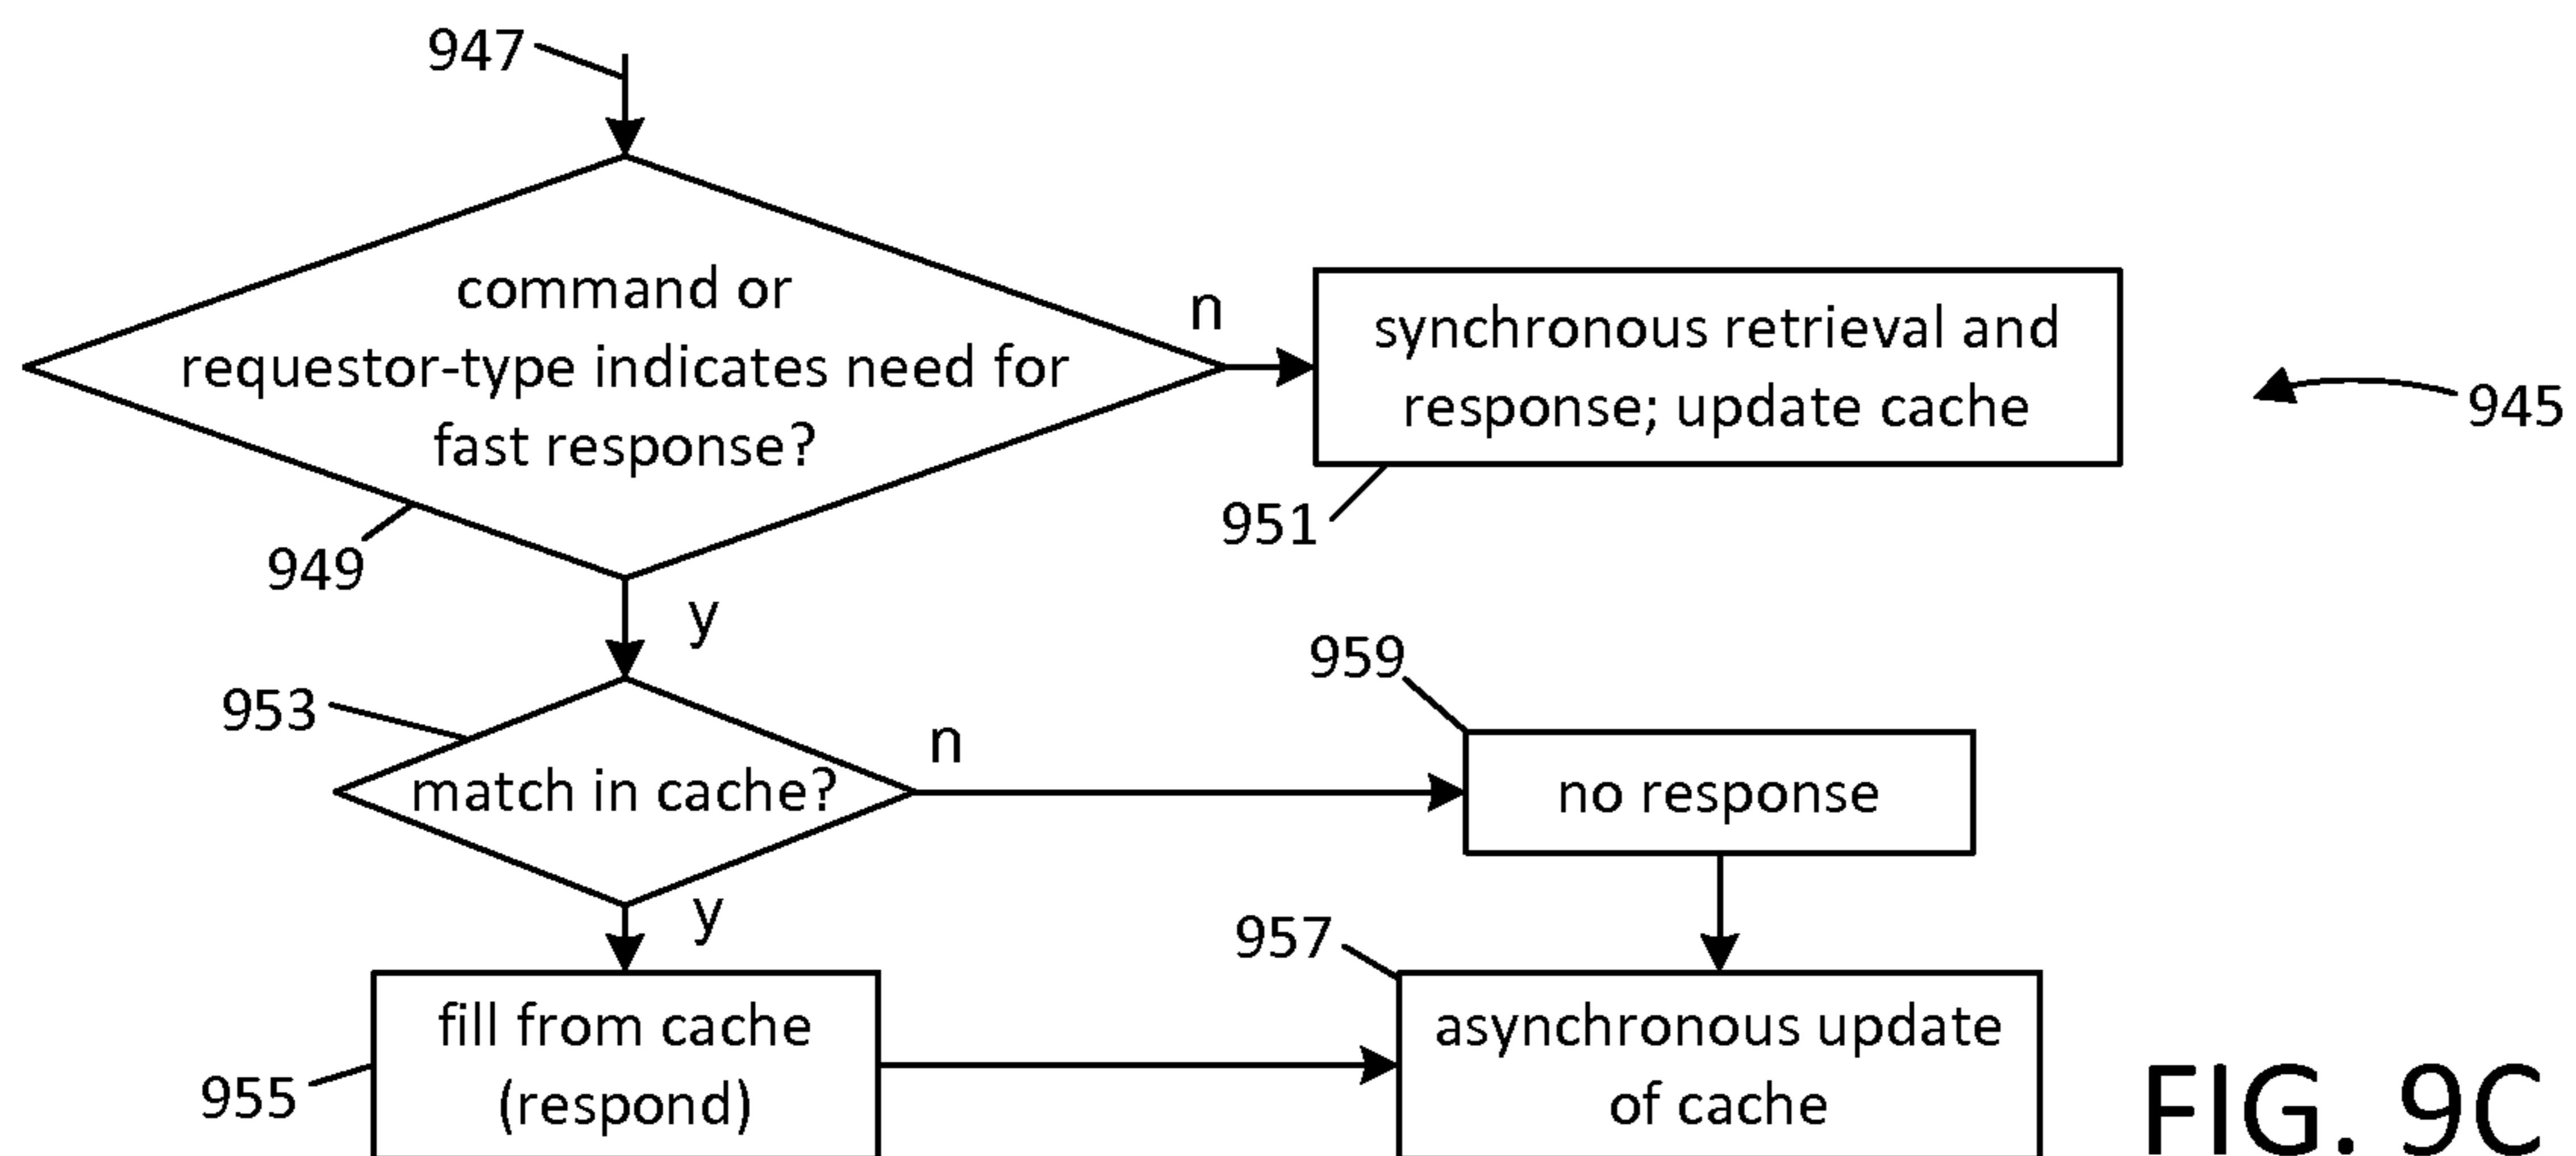 947
command or
requestor-type indicates need for
fast response?
n
synchronous retrieval and
response; update cache
945
951
949
y
959
953
match in cache?
n
no response
y
957
fill from cache
(respond)
asynchronous update
of cache
955
FIG. 9C